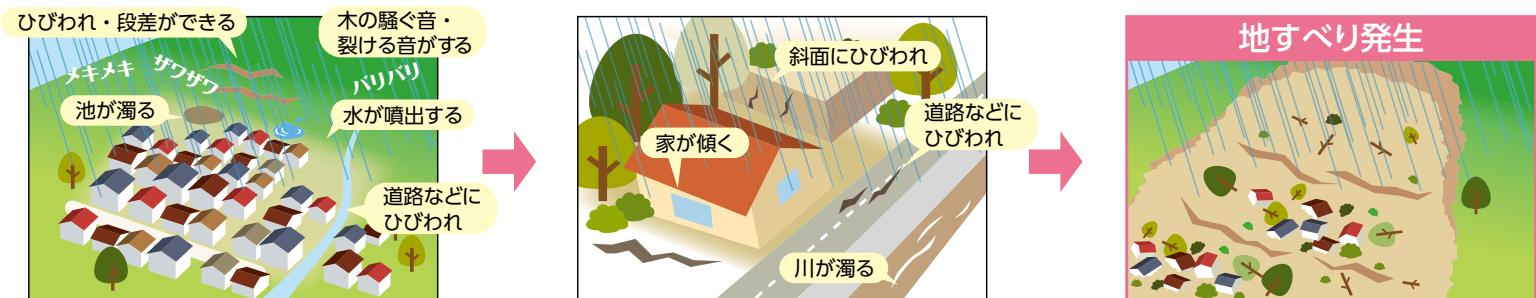 ひびわれ・段差ができる
木の騒ぐ音・
裂ける音がする
メキメキ
ザワザワ
バリバリ
池が濁る
水が噴出する
道路などに
ひびわれ
斜面にひびわれ
家が傾く
道路などに
ひびわれ
川が濁る
地すべり発生